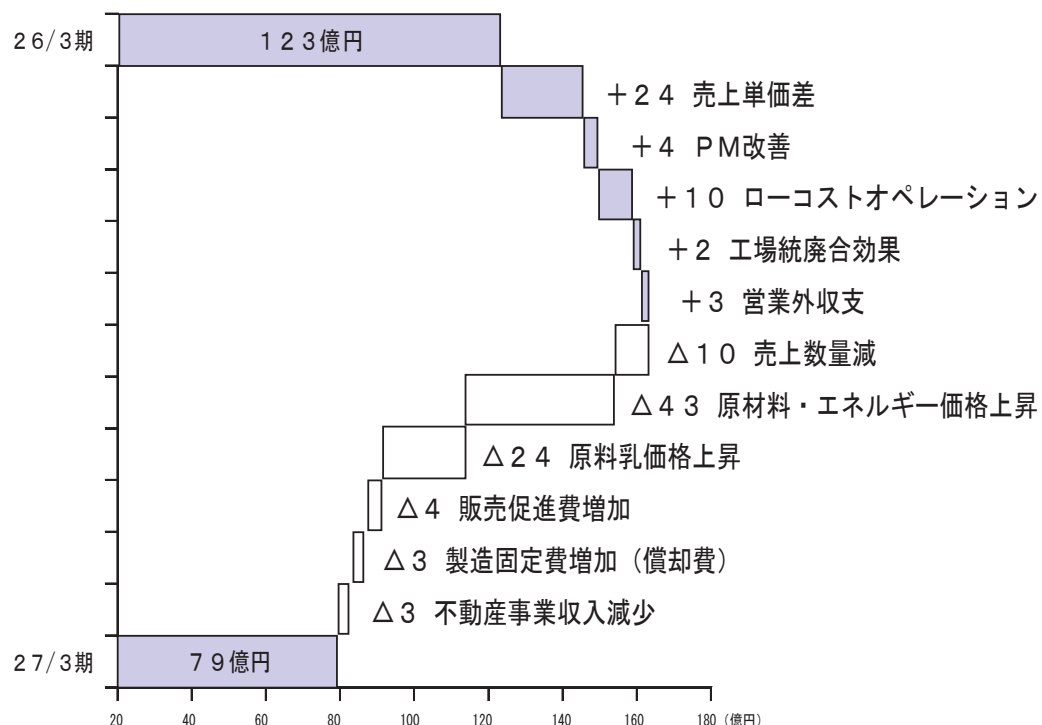 26/3期
123億円
+24 売上単価差
+4 PM改善
+10 ローコストオペレーション
+2 工場統廃合効果
+3 営業外収支
△10 売上数量減
△43 原材料・エネルギー価格上昇
△24 原料乳価格上昇
△4 販売促進費増加
△3 製造固定費増加(償却費)
△3 不動産事業収入減少
27/3期
79億円
20 40 60 80 100 120 140 160 180(億円)